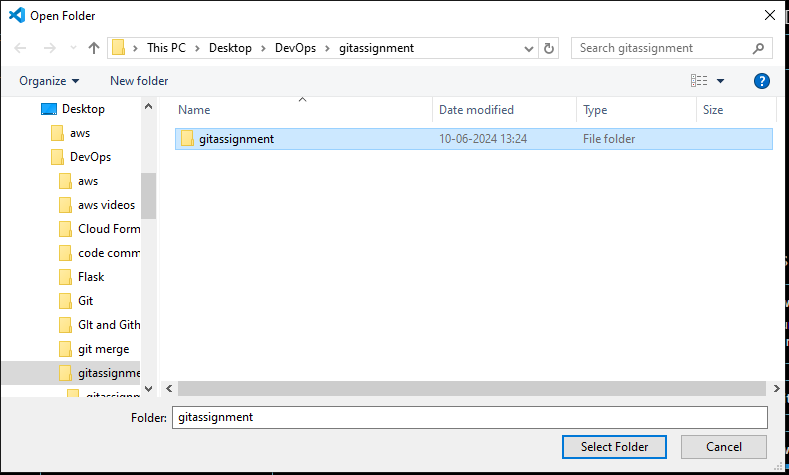 Open Folder
This PC > Desktop > DevOps > gitassignment
Search gitassignment
Organize
New folder
Desktop
aws
DevOps
aws
aws videos
Cloud Form
code comm
Flask
Git
GIt and Gith
git merge
gitassignme
gitassignm
Name
Date modified
Type
Size
gitassignment
10-06-2024 13:24
File folder
Folder:
gitassignment
Select Folder
Cancel